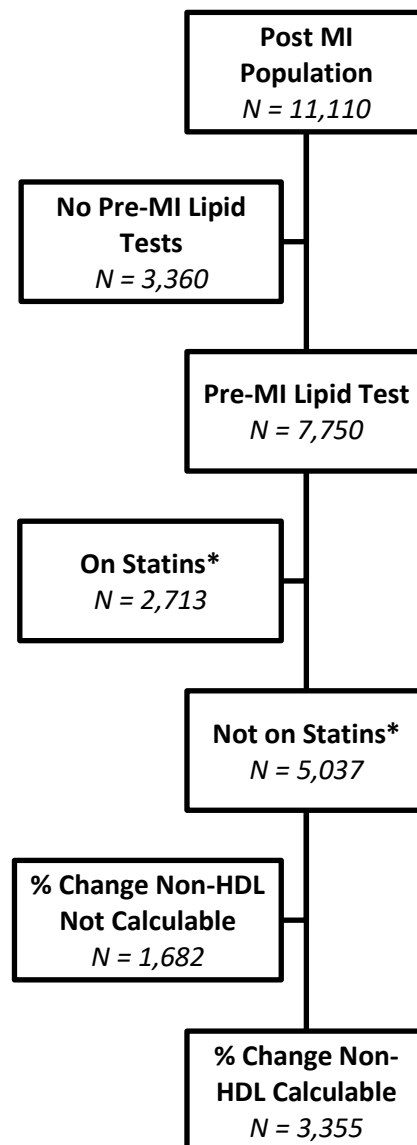 Post MI
Population
N = 11,110
No Pre-MI Lipid
Tests
N = 3,360
Pre-MI Lipid Test
N = 7,750
On Statins*
N = 2,713
Not on Statins*
N = 5,037
% Change Non-HDL
Not Calculable
N = 1,682
% Change Non-
HDL Calculable
N = 3,355